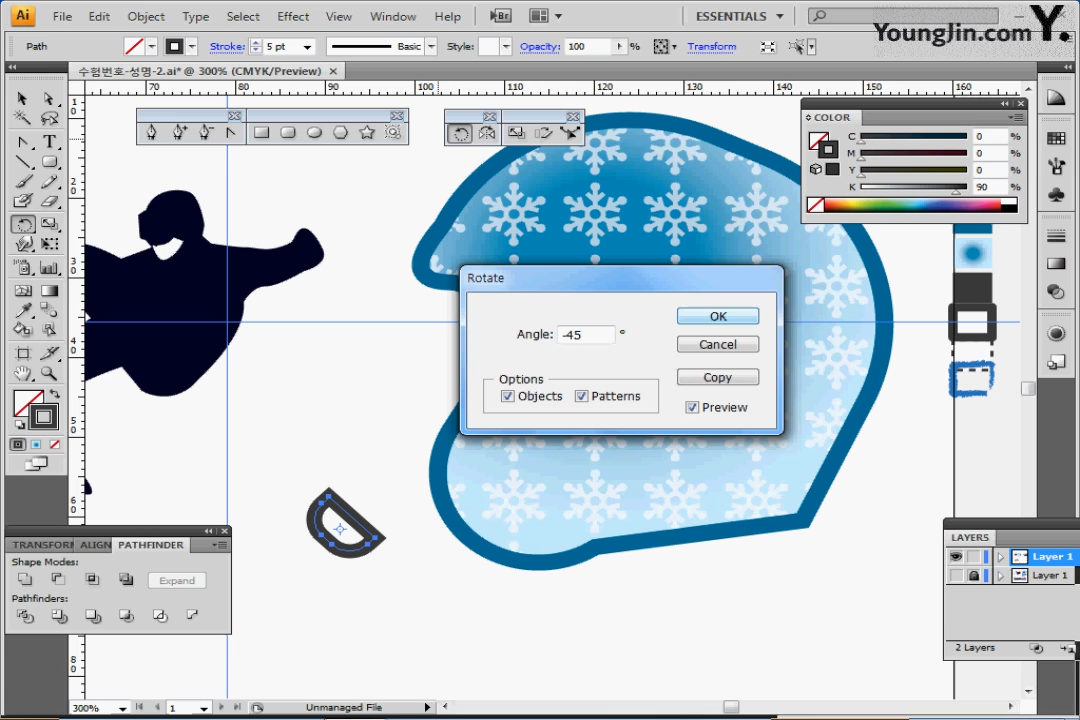 Ai File Edit Object Type Select Effect View Window Help Br ESSENTIALS
YoungJin.com Y.
Path Stroke: 5 pt Basic Style: Opacity: 100 % Transform
수험번호-성명-2.ai* @ 300% (CMYK/Preview)
70 80 90 100 110 120 130 140 150
COLOR
C 0 %
M 0 %
Y 0 %
K 90 %
Rotate
Angle: -45 °
OK
Cancel
Options
Objects Patterns
Copy
Preview
TRANSFORM ALIGN PATHFINDER
Shape Modes:
Expand
Pathfinders:
LAYERS
Layer 1
Layer 1
2 Layers
300% 1 Unmanaged File